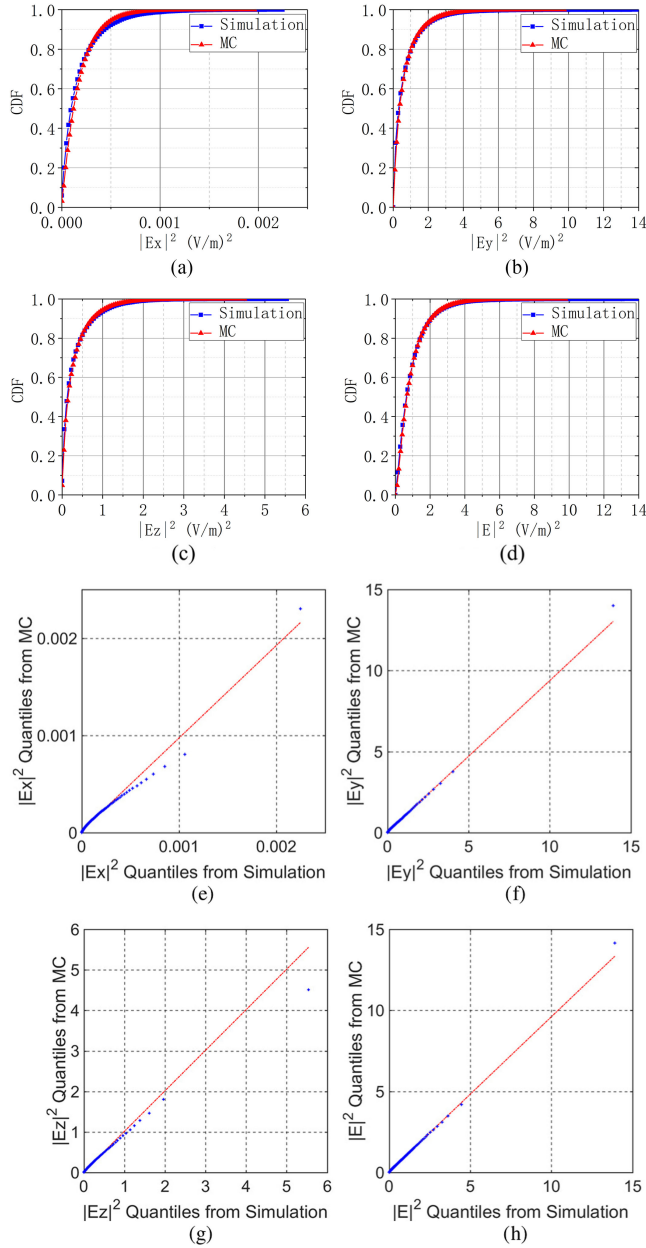 1.0
0.8
0.6
0.4
0.2
0.0
CDF
Simulation
MC
0.000
0.001
0.002
|Ex|² (V/m)²
(a)
1.0
0.8
0.6
0.4
0.2
0.0
CDF
Simulation
MC
0 2 4 6 8 10 12 14
|Ey|² (V/m)²
(b)
1.0
0.8
0.6
0.4
0.2
0.0
CDF
Simulation
MC
0 1 2 3 4 5 6
|Ez|² (V/m)²
(c)
1.0
0.8
0.6
0.4
0.2
0.0
CDF
Simulation
MC
0 2 4 6 8 10 12 14
|E|² (V/m)²
(d)
|Ex|² Quantiles from MC
0.002
0.001
0
0 0.001 0.002
|Ex|² Quantiles from Simulation
(e)
|Ey|² Quantiles from MC
15
10
5
0
0 5 10 15
|Ey|² Quantiles from Simulation
(f)
|Ez|² Quantiles from MC
6
5
4
3
2
1
0
0 1 2 3 4 5 6
|Ez|² Quantiles from Simulation
(g)
|E|² Quantiles from MC
15
10
5
0
0 5 10 15
|E|² Quantiles from Simulation
(h)